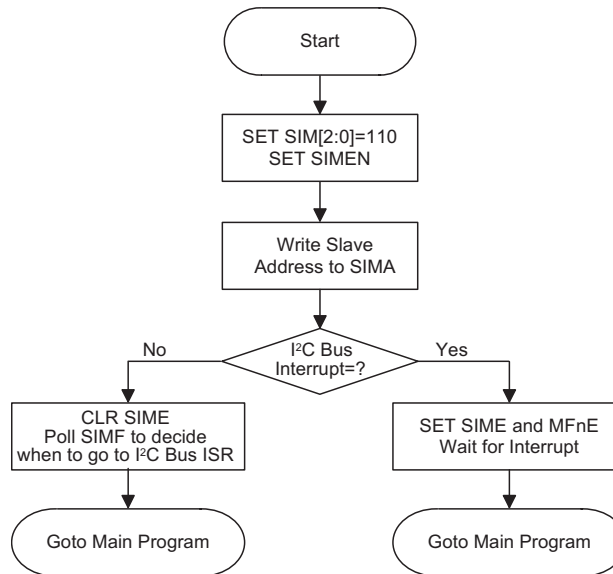 Start
SET SIM[2:0]=110
SET SIMEN
Write Slave
Address to SIMA
I²C Bus
Interrupt=?
No
Yes
CLR SIME
Poll SIMF to decide
when to go to I²C Bus ISR
SET SIME and MFnE
Wait for Interrupt
Goto Main Program
Goto Main Program